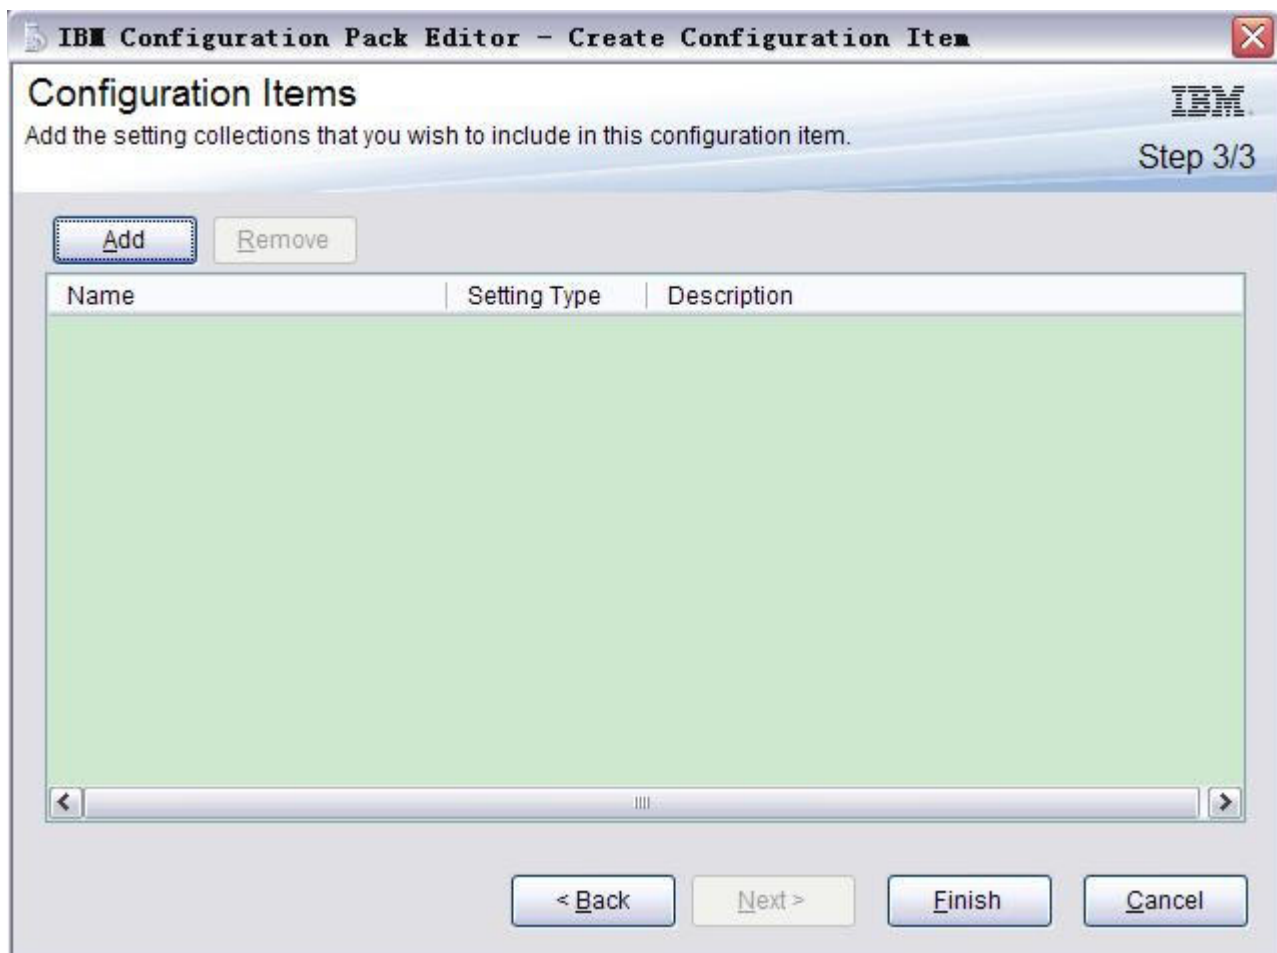 IBM Configuration Pack Editor - Create Configuration Item
Configuration Items
IBM.
Add the setting collections that you wish to include in this configuration item.
Step 3/3
Add Remove
Name Setting Type Description
< Back Next > Finish Cancel